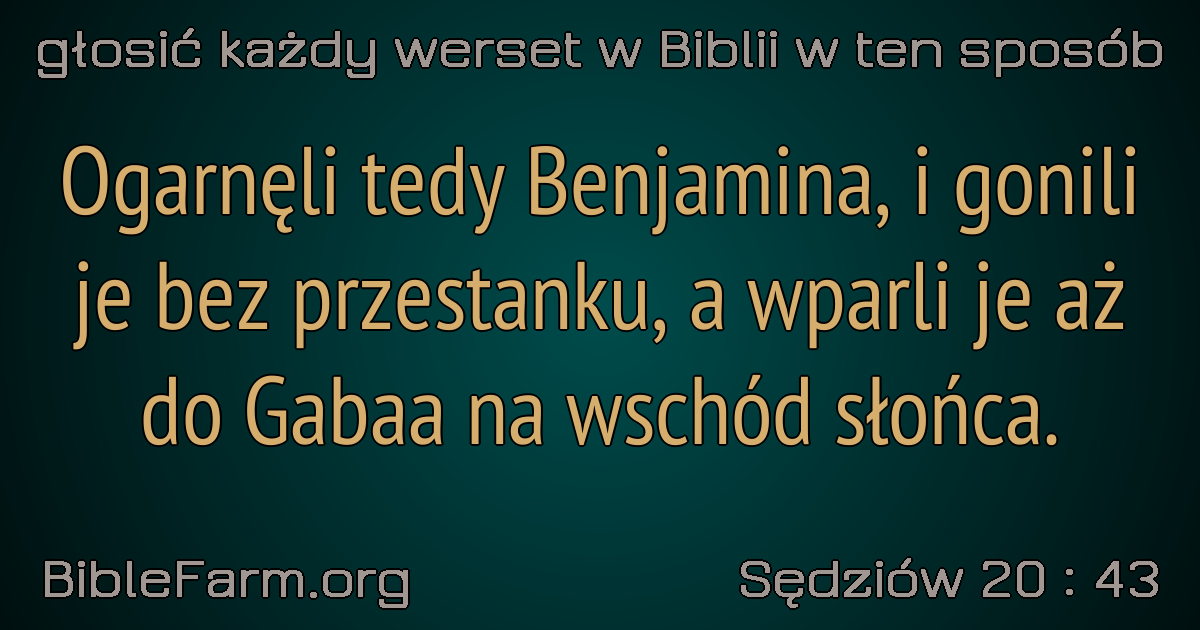 głosić każdy werset w Biblii w ten sposób
Ogarnęli tedy Benjamina, i gonili
je bez przestanku, a wparli je aż
do Gabaa na wschód słońca.
BibleFarm.org
Sędziów 20 : 43